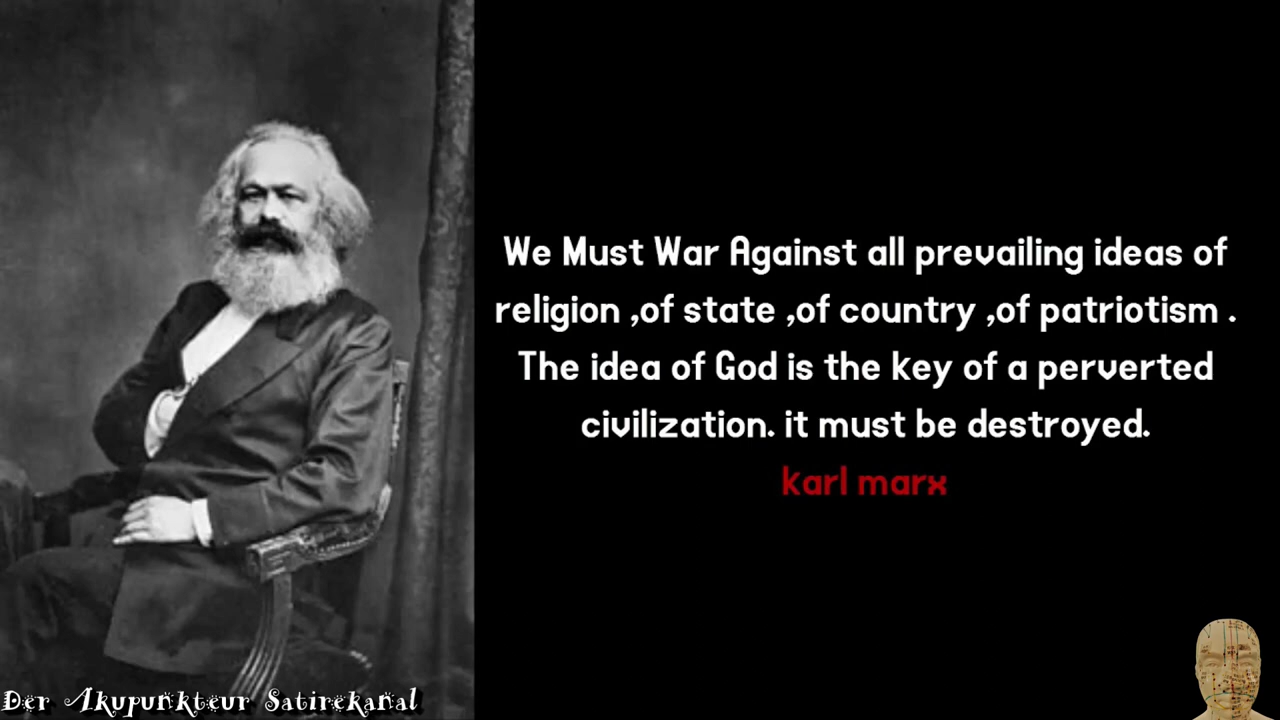 We Must War Against all prevailing ideas of
religion ,of state ,of country ,of patriotism .
The idea of God is the key of a perverted
civilization. it must be destroyed.
karl marx
Der Akupunkteur Satirekanal